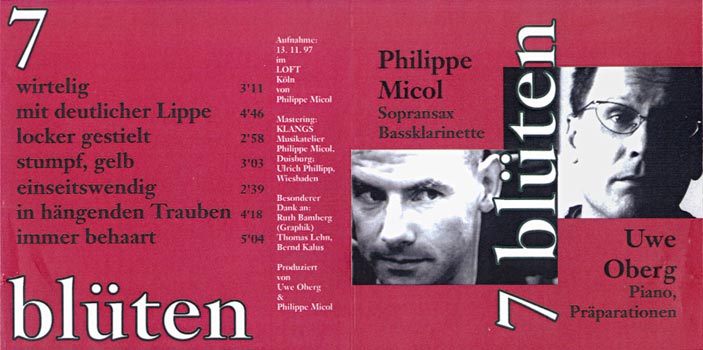 7
wirtelig 3'11
mit deutlicher Lippe 4'46
locker gestielt 2'58
stumpf, gelb 3'03
einseitswendig 2'39
in hängenden Trauben 4'18
immer behaart 5'04
blüten
Aufnahme:
13. 11. 97
im
LOFT
Köln
von
Philippe Micol
Mastering:
KLANGS
Musikatelier
Philippe Micol,
Duisburg:
Ulrich Phillipp,
Wiesbaden
Besonderer
Dank an:
Ruth Bamberg
(Graphik)
Thomas Lehn,
Bernd Kalus
Produziert
von
Uwe Oberg
&
Philippe Micol
Philippe
Micol
Sopransax
Bassklarinette
7 blüten
Uwe
Oberg
Piano,
Präparationen